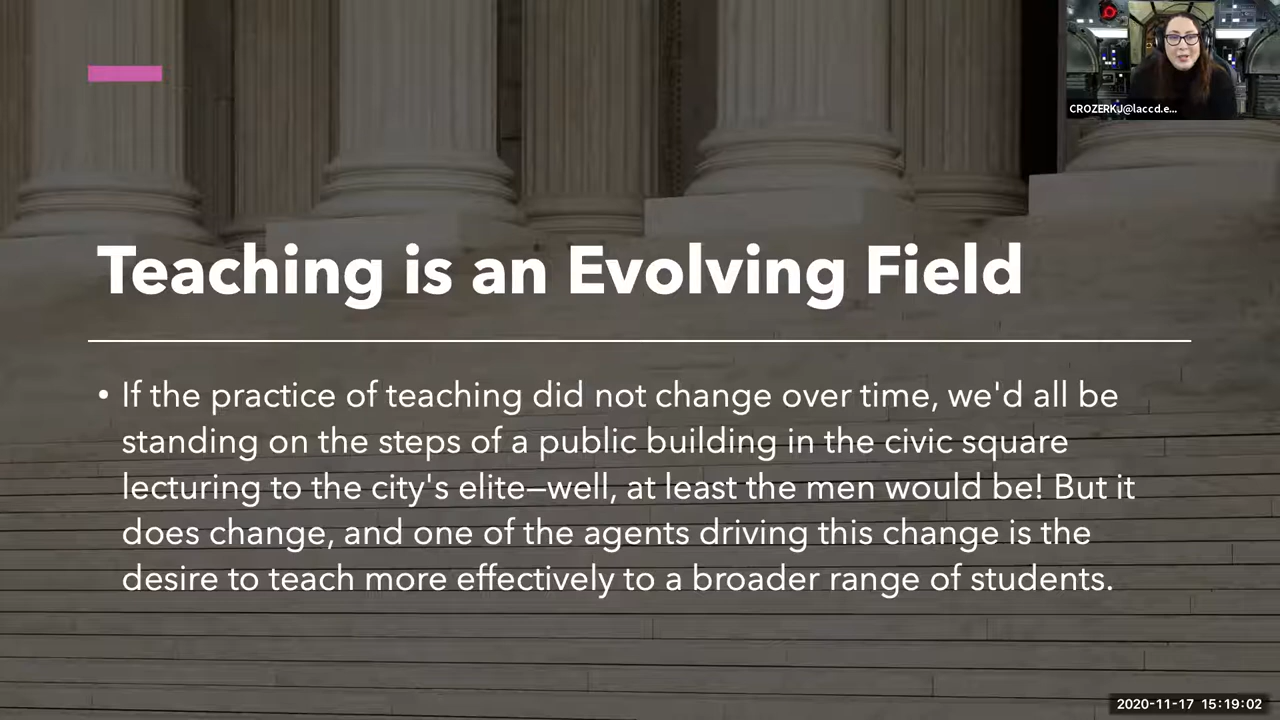 CROZERKJ@laccd.e...
Teaching is an Evolving Field
• If the practice of teaching did not change over time, we'd all be
standing on the steps of a public building in the civic square
lecturing to the city's elite—well, at least the men would be! But it
does change, and one of the agents driving this change is the
desire to teach more effectively to a broader range of students.
2020-11-17 15:19:02